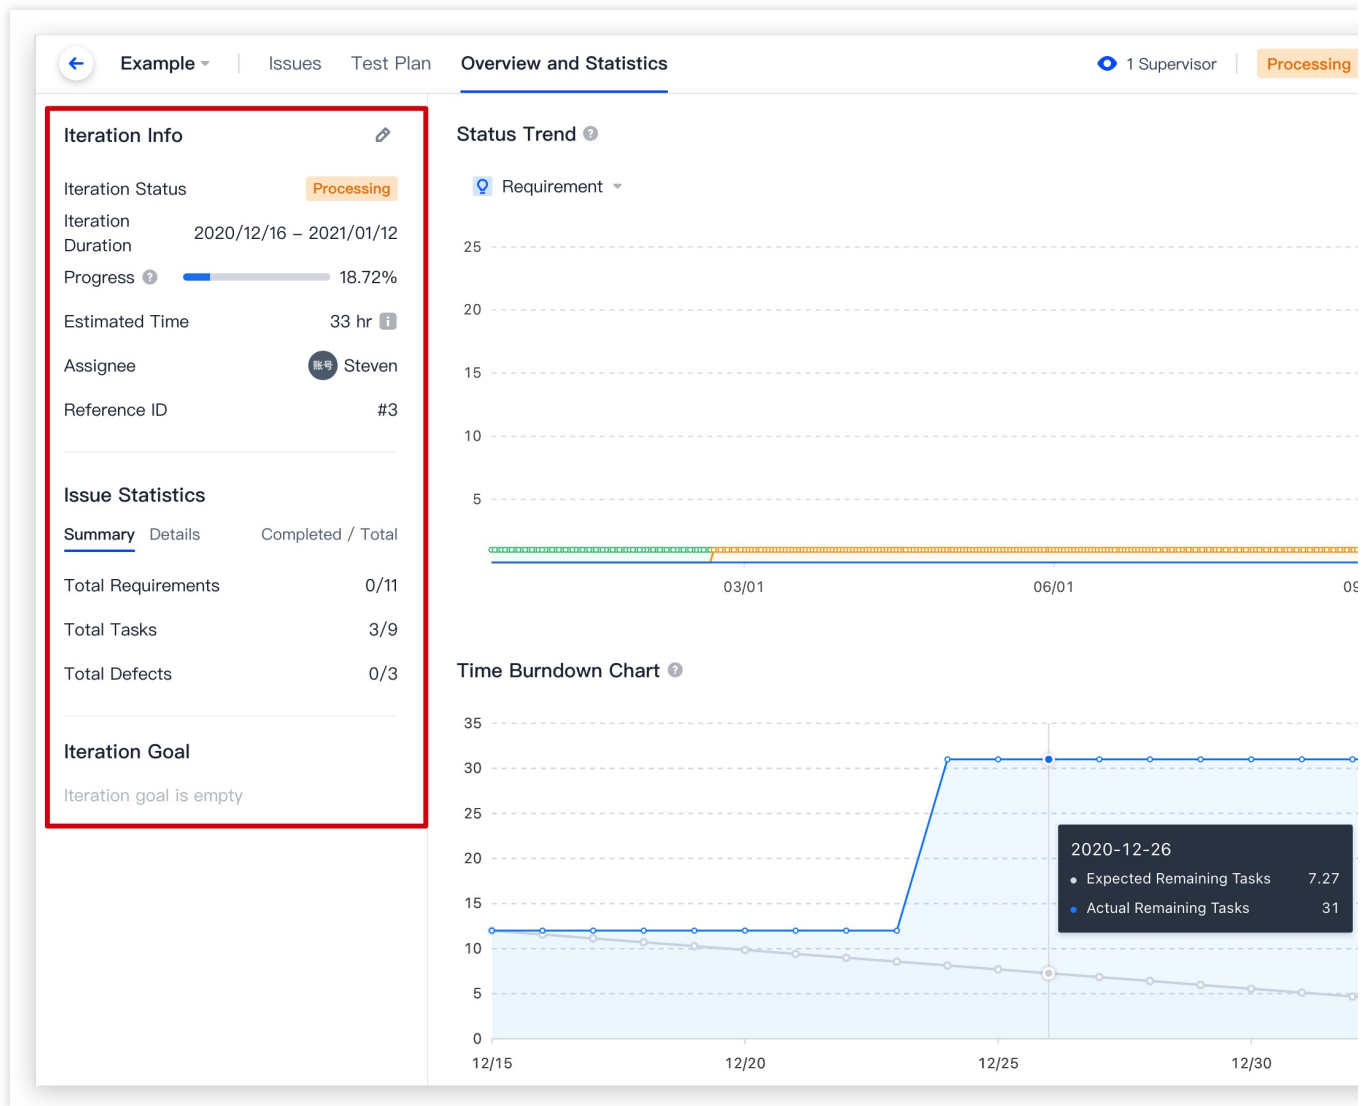 Example
Issues
Test Plan
Overview and Statistics
1 Supervisor
Processing
Iteration Info
Iteration Status
Processing
Iteration
Duration
2020/12/16 – 2021/01/12
Progress ?
18.72%
Estimated Time
33 hr i
Assignee
账号 Steven
Reference ID
#3
Issue Statistics
Summary
Details
Completed / Total
Total Requirements
0/11
Total Tasks
3/9
Total Defects
0/3
Iteration Goal
Iteration goal is empty
Status Trend ?
Requirement
25
20
15
10
5
03/01
06/01
09
Time Burndown Chart ?
35
30
25
20
15
10
5
0
12/15
12/20
12/25
12/30
2020-12-26
Expected Remaining Tasks 7.27
Actual Remaining Tasks 31